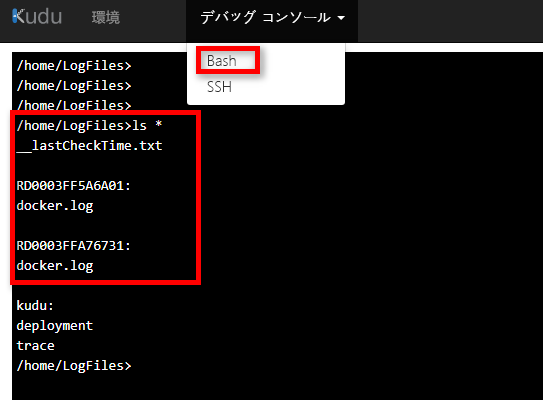 Kudu 環境 デバッグ コンソール
Bash
SSH
/home/LogFiles>
/home/LogFiles>
/home/LogFiles>
/home/LogFiles>ls *
__lastCheckTime.txt
RD0003FF5A6A01:
docker.log
RD0003FFA76731:
docker.log
kudu:
deployment
trace
/home/LogFiles>